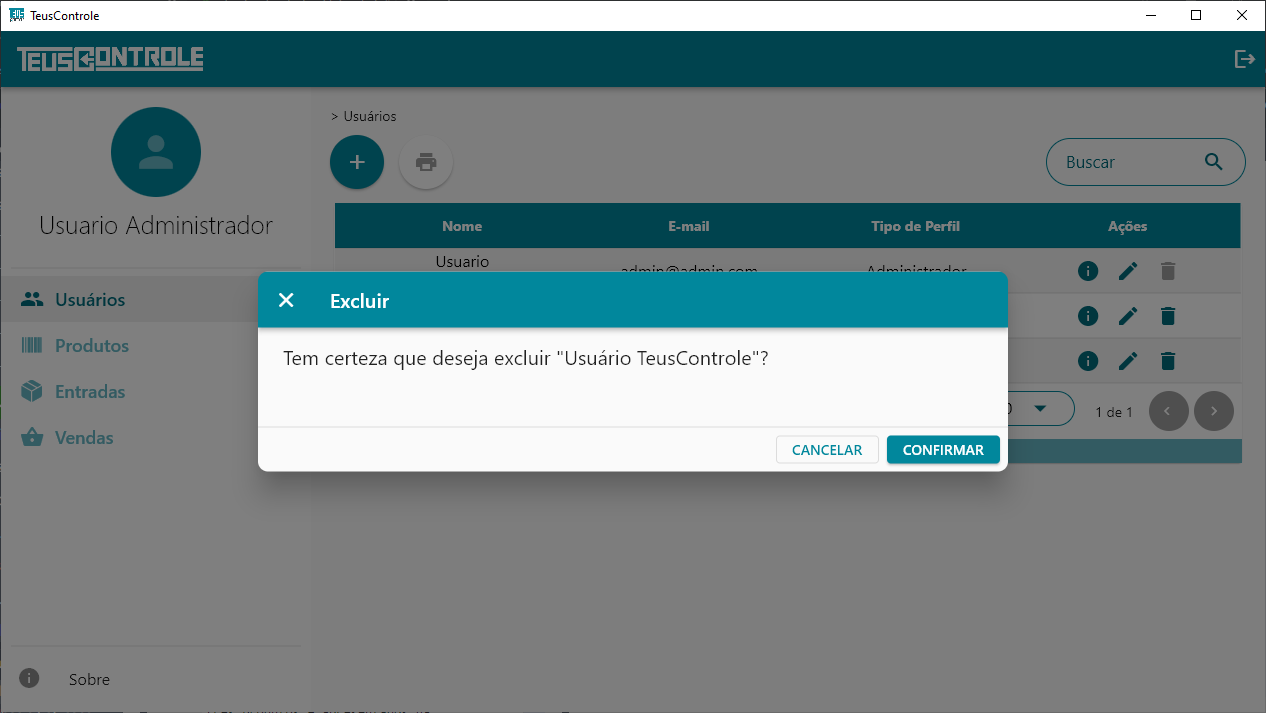 TeusControle
TEUSCONTROLE
> Usuários
Buscar
Usuario Administrador
Nome E-mail Tipo de Perfil Ações
Usuario
admin@admin.com Administrador
Usuários
Produtos
Entradas
Vendas
Excluir
Tem certeza que deseja excluir "Usuário TeusControle"?
1 de 1
CANCELAR CONFIRMAR
Sobre